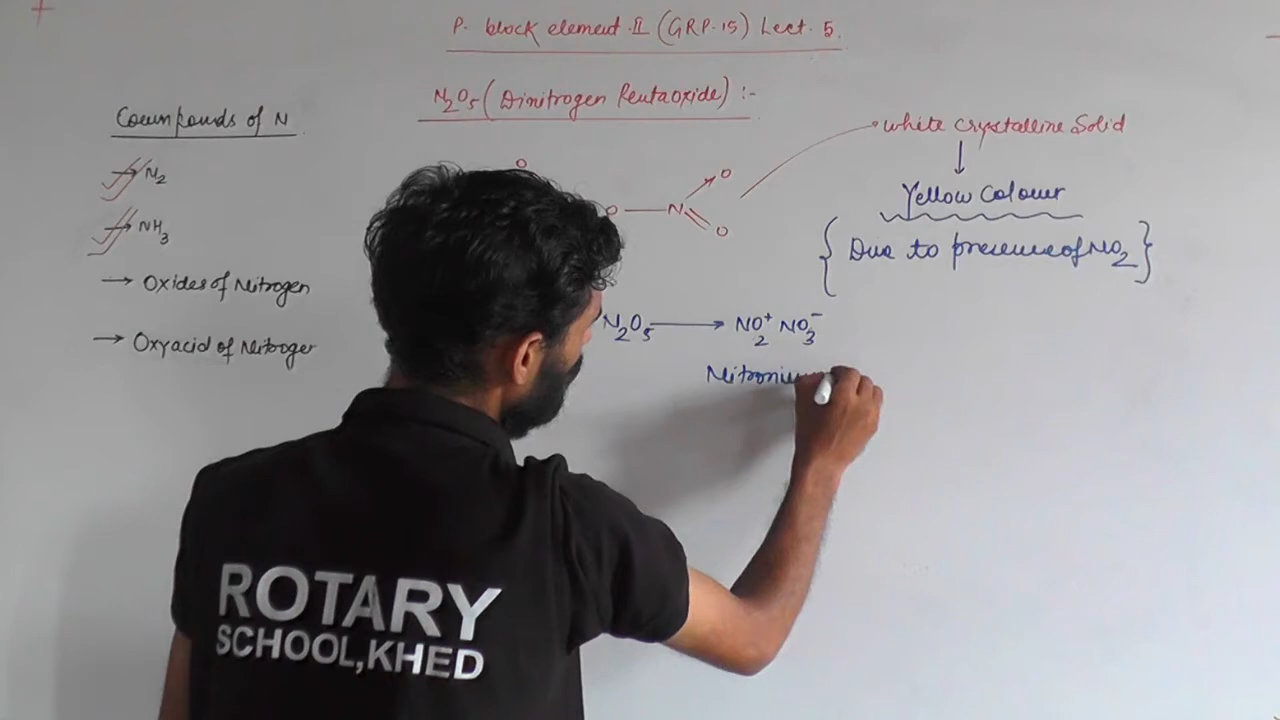 P- block element -II (GRP-15) Lect. 5
N2O5 (Dinitrogen Pentaoxide) :-
Compounds of N
→ N2
→ NH3
→ Oxides of Nitrogen
→ Oxyacid of Nitrogen
O
O — N → O
O
white crystalline Solid
↓
Yellow Colour
{ Due to presence of NO2 }
N2O5 → NO2+ NO3-
Nitronium
ROTARY
SCHOOL,KHED